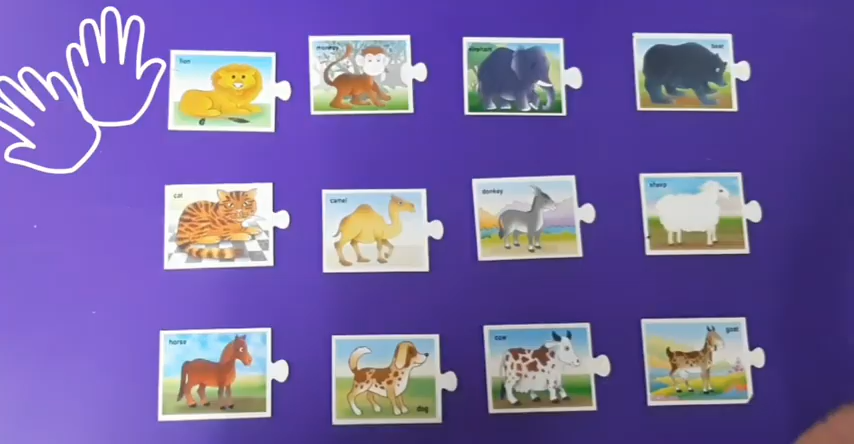 lion
monkey
elephant
bear
cat
camel
donkey
sheep
horse
dog
cow
goat